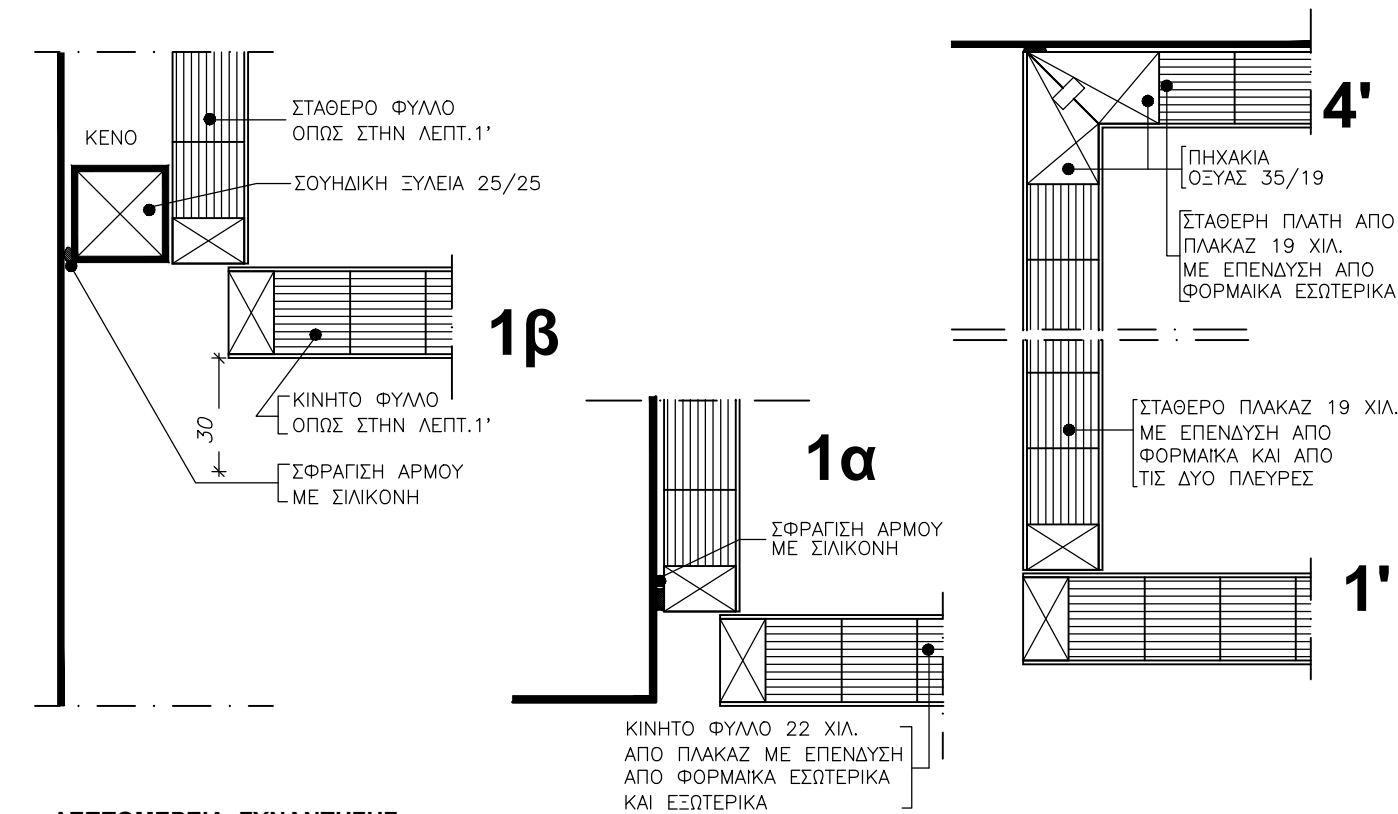 ΚΕΝΟ
ΣΤΑΘΕΡΟ ΦΥΛΛΟ
ΟΠΩΣ ΣΤΗΝ ΛΕΠΤ.1'
ΣΟΥΗΔΙΚΗ ΞΥΛΕΙΑ 25/25
1β
ΚΙΝΗΤΟ ΦΥΛΛΟ
ΟΠΩΣ ΣΤΗΝ ΛΕΠΤ.1'
30
ΣΦΡΑΓΙΣΗ ΑΡΜΟΥ
ΜΕ ΣΙΛΙΚΟΝΗ
1α
ΣΦΡΑΓΙΣΗ ΑΡΜΟΥ
ΜΕ ΣΙΛΙΚΟΝΗ
ΚΙΝΗΤΟ ΦΥΛΛΟ 22 ΧΙΛ.
ΑΠΟ ΠΛΑΚΑΖ ΜΕ ΕΠΕΝΔΥΣΗ
ΑΠΟ ΦΟΡΜΑΪΚΑ ΕΣΩΤΕΡΙΚΑ
ΚΑΙ ΕΞΩΤΕΡΙΚΑ
4'
ΠΗΧΑΚΙΑ
ΟΞΥΑΣ 35/19
ΣΤΑΘΕΡΗ ΠΛΑΤΗ ΑΠΟ
ΠΛΑΚΑΖ 19 ΧΙΛ.
ΜΕ ΕΠΕΝΔΥΣΗ ΑΠΟ
ΦΟΡΜΑΙΚΑ ΕΣΩΤΕΡΙΚΑ
ΣΤΑΘΕΡΟ ΠΛΑΚΑΖ 19 ΧΙΛ.
ΜΕ ΕΠΕΝΔΥΣΗ ΑΠΟ
ΦΟΡΜΑΪΚΑ ΚΑΙ ΑΠΟ
ΤΙΣ ΔΥΟ ΠΛΕΥΡΕΣ
1'